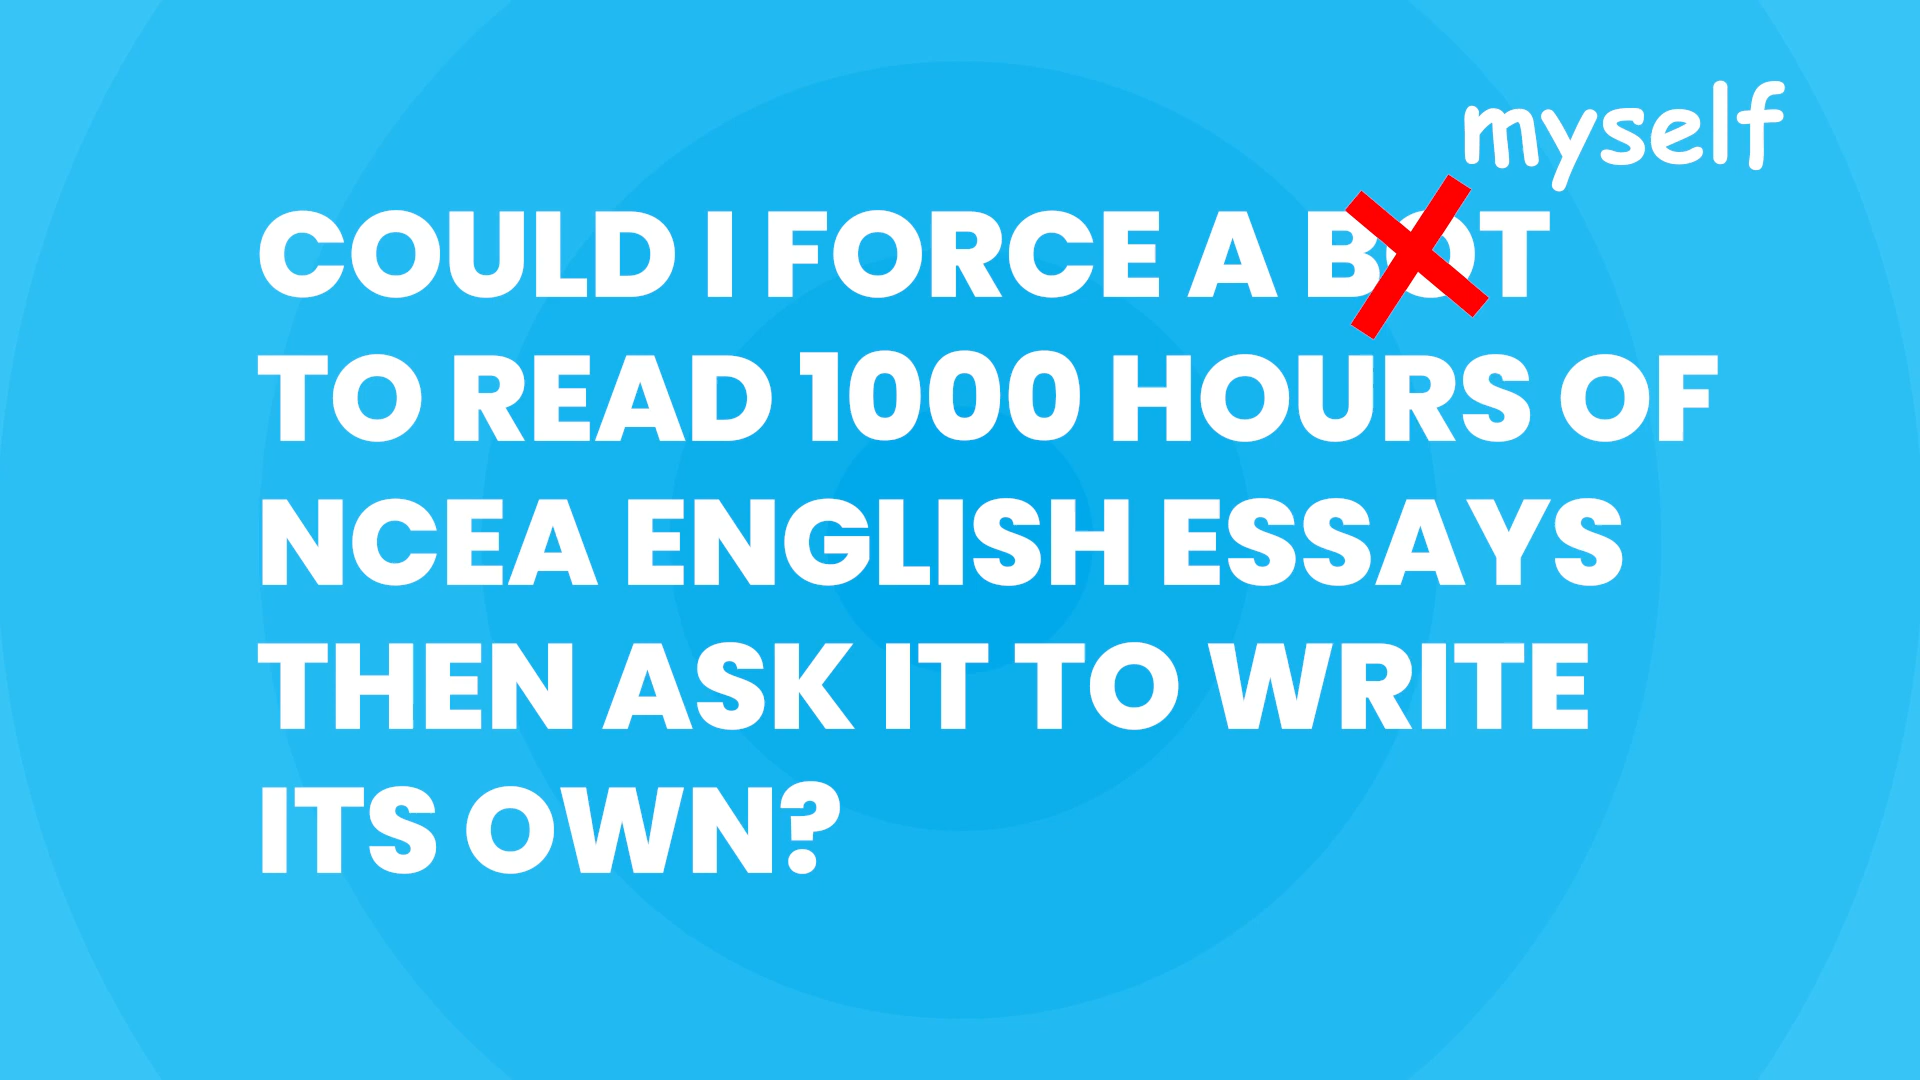 myself
COULD I FORCE A BOT
TO READ 1000 HOURS OF
NCEA ENGLISH ESSAYS
THEN ASK IT TO WRITE
ITS OWN?